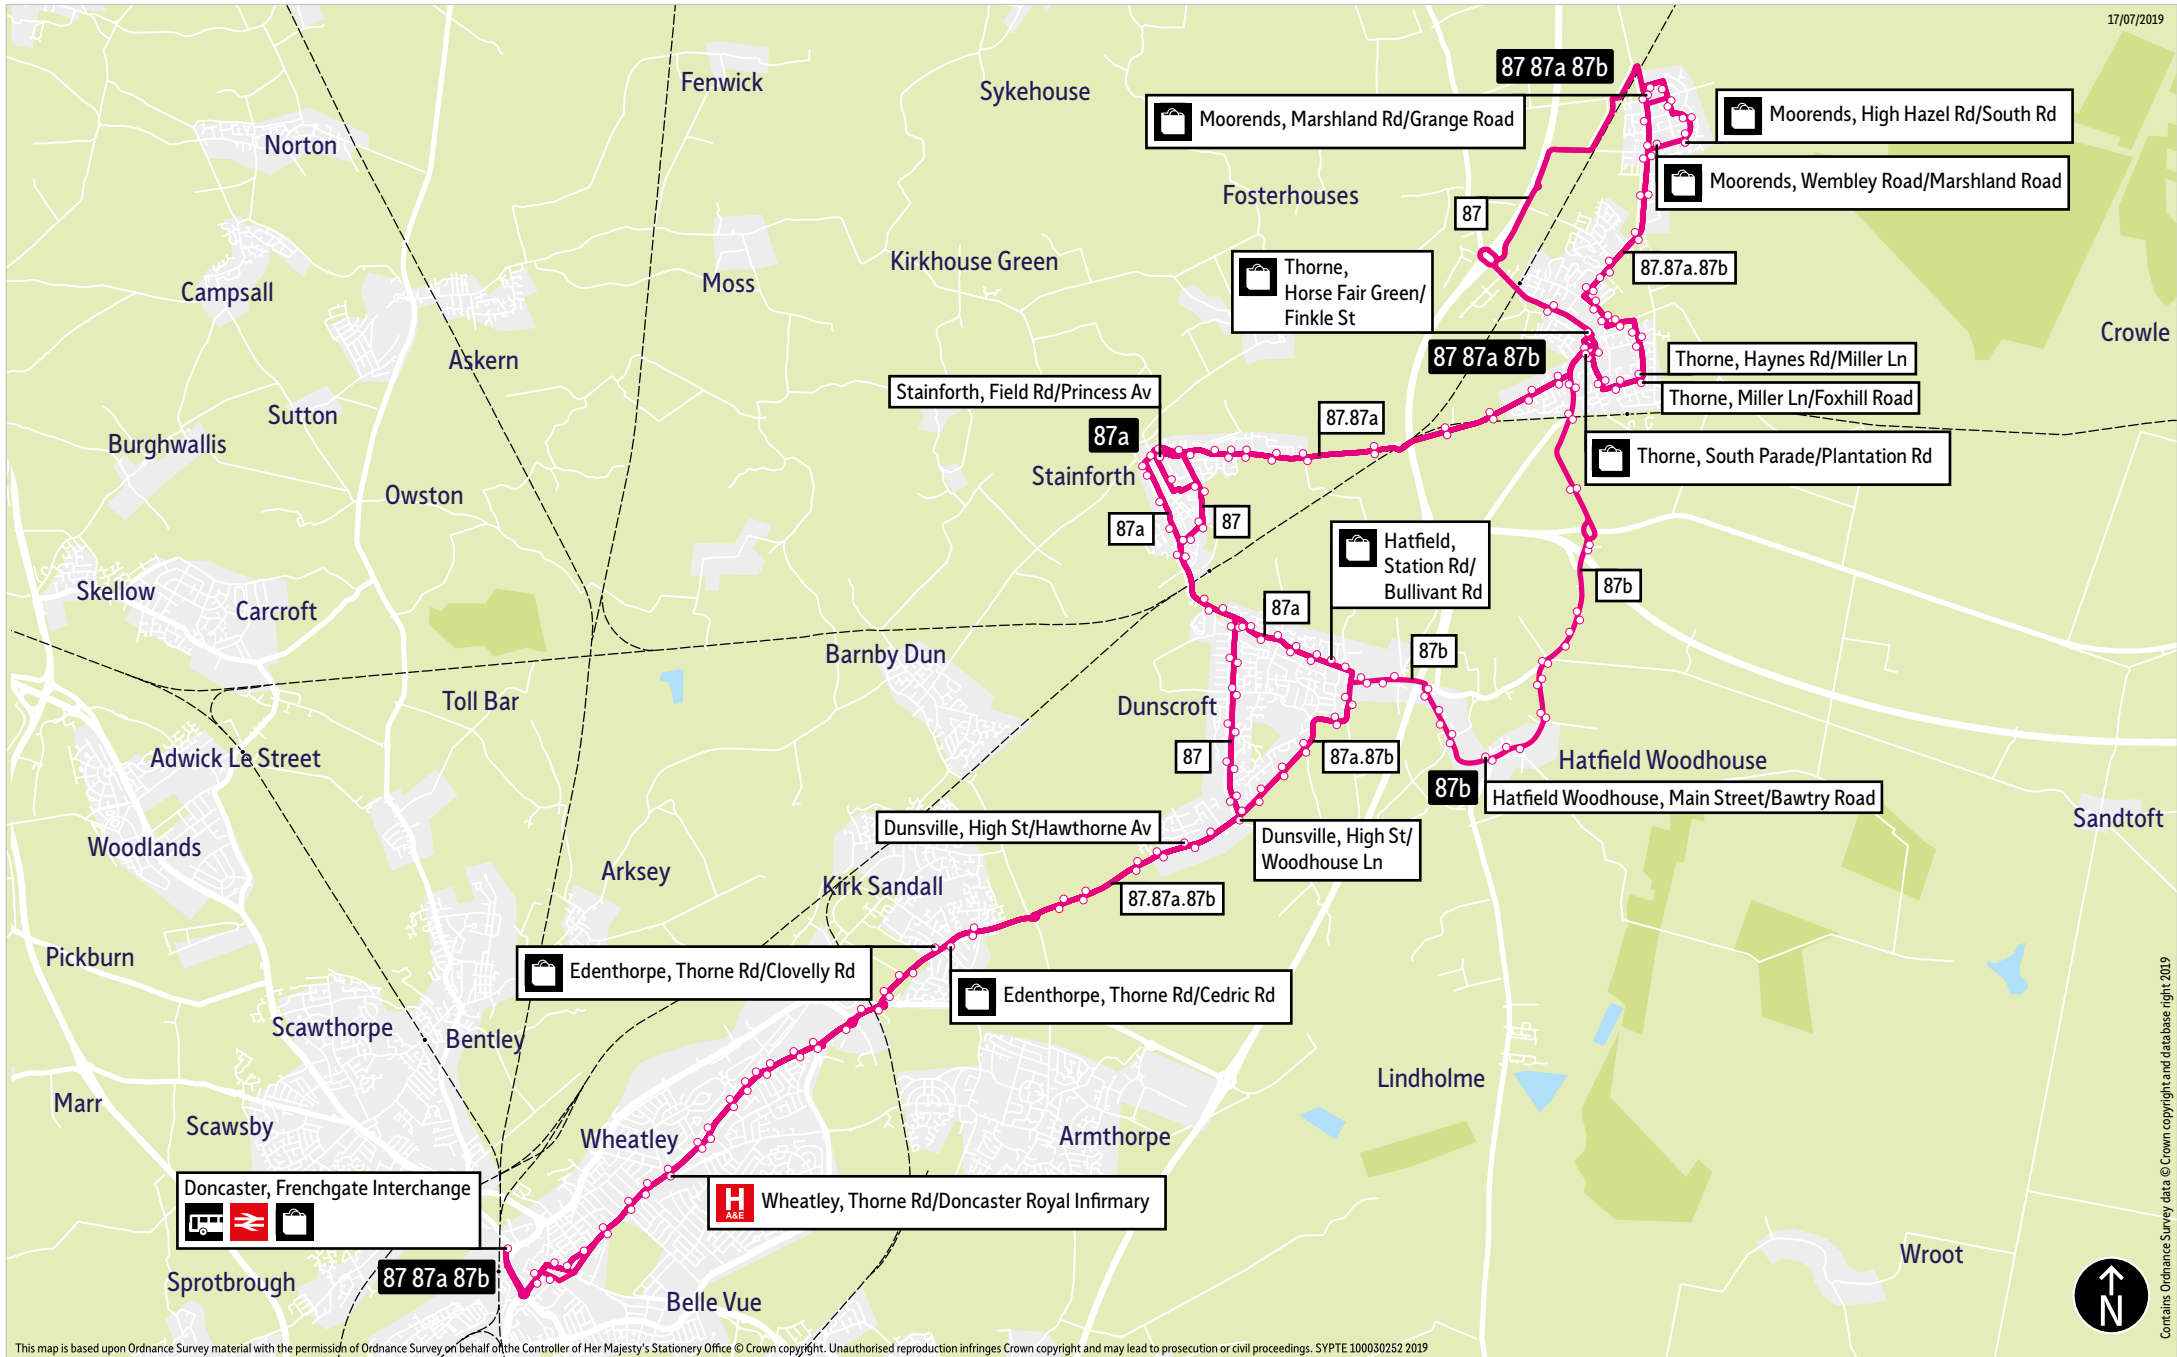 17/07/2019
Fenwick
Sykehouse
87 87a 87b
Moorends, Marshland Rd/Grange Road
Moorends, High Hazel Rd/South Rd
Norton
Moorends, Wembley Road/Marshland Road
Fosterhouses
87
Kirkhouse Green
87.87a.87b
Thorne,
Horse Fair Green/
Finkle St
Moss
Campsall
Crowle
87 87a 87b
Thorne, Haynes Rd/Miller Ln
Askern
Stainforth, Field Rd/Princess Av
Thorne, Miller Ln/Foxhill Road
Sutton
87.87a
87a
Burghwallis
Thorne, South Parade/Plantation Rd
Stainforth
Owston
87a
87
Hatfield,
Station Rd/
Bullivant Rd
87b
Skellow
Carcroft
87a
Barnby Dun
87b
Toll Bar
Dunscroft
87
87a.87b
Adwick Le Street
Hatfield Woodhouse
87b
Hatfield Woodhouse, Main Street/Bawtry Road
Sandtoft
Dunsville, High St/Hawthorne Av
Dunsville, High St/
Woodhouse Ln
Woodlands
Arksey
Kirk Sandall
87.87a.87b
Pickburn
Edenthorpe, Thorne Rd/Clovelly Rd
Edenthorpe, Thorne Rd/Cedric Rd
Scawthorpe
Bentley
Lindholme
Marr
Scawsby
Wheatley
Armthorpe
Doncaster, Frenchgate Interchange
H
A&E
Wheatley, Thorne Rd/Doncaster Royal Infirmary
87 87a 87b
Sprotbrough
Belle Vue
Wroot
N
Contains Ordnance Survey data © Crown copyright and database right 2019
This map is based upon Ordnance Survey material with the permission of Ordnance Survey on behalf of the Controller of Her Majesty's Stationery Office © Crown copyright. Unauthorised reproduction infringes Crown copyright and may lead to prosecution or civil proceedings. SYPTE 100030252 2019